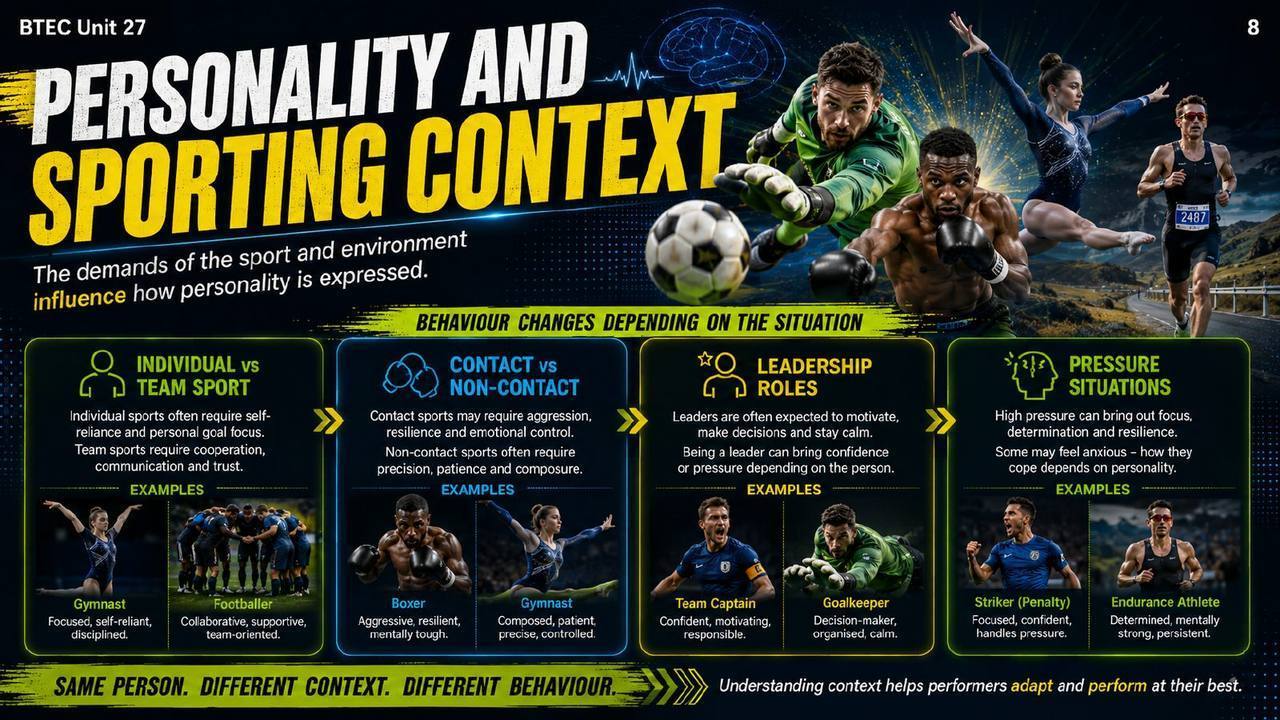 BTEC Unit 27
8
PERSONALITY AND
SPORTING CONTEXT
The demands of the sport and environment
influence how personality is expressed.
BEHAVIOUR CHANGES DEPENDING ON THE SITUATION
INDIVIDUAL vs
TEAM SPORT
Individual sports often require self-
reliance and personal goal focus.
Team sports require cooperation,
communication and trust.
EXAMPLES
Gymnast
Focused, self-reliant,
disciplined.
Footballer
Collaborative, supportive,
team-oriented.
CONTACT vs
NON-CONTACT
Contact sports may require aggression,
resilience and emotional control.
Non-contact sports often require
precision, patience and composure.
EXAMPLES
Boxer
Aggressive, resilient,
mentally tough.
Gymnast
Composed, patient,
precise, controlled.
LEADERSHIP
ROLES
Leaders are often expected to motivate,
make decisions and stay calm.
Being a leader can bring confidence
or pressure depending on the person.
EXAMPLES
Team Captain
Confident, motivating,
responsible.
Goalkeeper
Decision-maker,
organised, calm.
PRESSURE
SITUATIONS
High pressure can bring out focus,
determination and resilience.
Some may feel anxious – how they
cope depends on personality.
EXAMPLES
Striker (Penalty)
Focused, confident,
handles pressure.
Endurance Athlete
Determined, mentally
strong, persistent.
2487
SAME PERSON. DIFFERENT CONTEXT. DIFFERENT BEHAVIOUR.
Understanding context helps performers adapt and perform at their best.